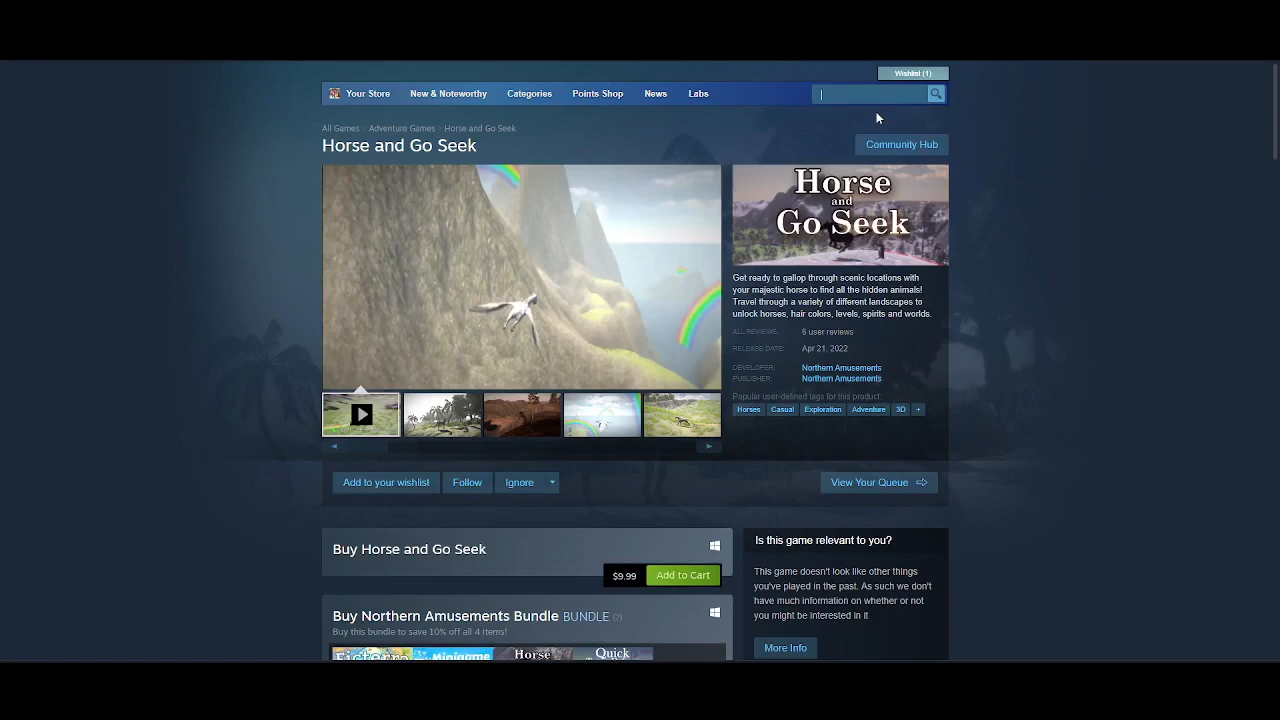 Wishlist (1)
Your Store New & Noteworthy Categories Points Shop News Labs
All Games Adventure Games Horse and Go Seek
Horse and Go Seek
Community Hub
Horse
and
Go Seek
Get ready to gallop through scenic locations with
your majestic horse to find all the hidden animals!
Travel through a variety of different landscapes to
unlock horses, hair colors, levels, spirits and worlds.
ALL REVIEWS: 6 user reviews
RELEASE DATE: Apr 21, 2022
DEVELOPER: Northern Amusements
PUBLISHER: Northern Amusements
Popular user-defined tags for this product:
Horses Casual Exploration Adventure 3D +
Add to your wishlist Follow Ignore View Your Queue
Buy Horse and Go Seek
$9.99 Add to Cart
Is this game relevant to you?
This game doesn't look like other things
you've played in the past. As such we don't
have much information on whether or not
you might be interested in it
More Info
Buy Northern Amusements Bundle BUNDLE (?)
Buy this bundle to save 10% off all 4 items!
Minigame Horse Quick